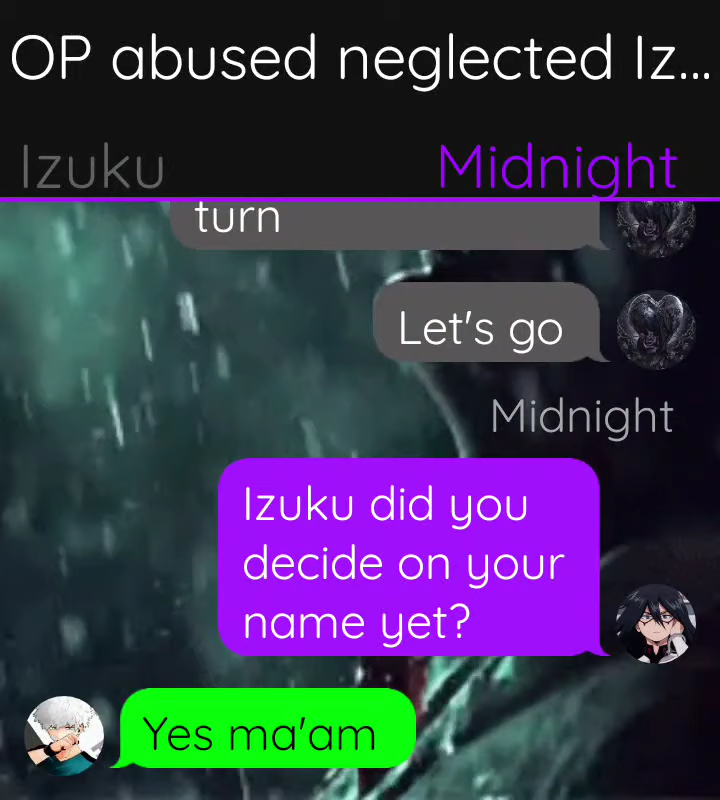 OP abused neglected Iz...
Izuku
Midnight
turn
Let's go
Midnight
Izuku did you
decide on your
name yet?
Yes ma'am